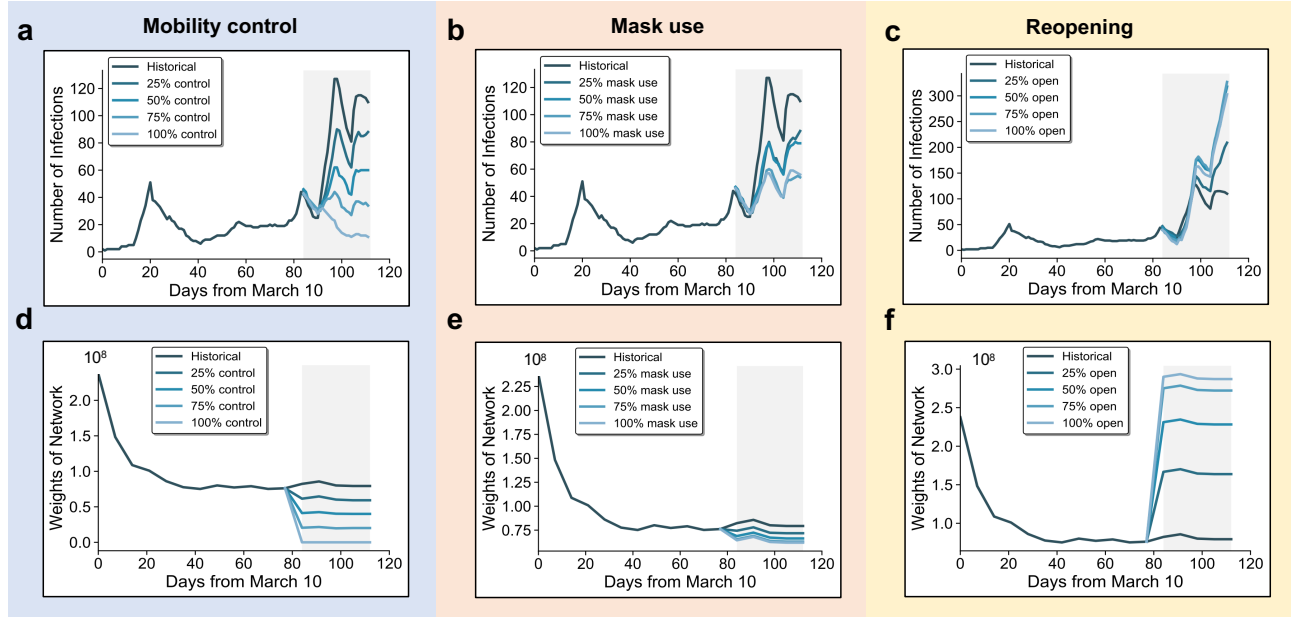 Mobility control
Mask use
Reopening
a
Number of Infections
120
100
80
60
40
20
0
Historical
25% control
50% control
75% control
100% control
0 20 40 60 80 100 120
Days from March 10
b
Number of Infections
120
100
80
60
40
20
0
Historical
25% mask use
50% mask use
75% mask use
100% mask use
0 20 40 60 80 100 120
Days from March 10
c
Number of Infections
300
250
200
150
100
50
0
Historical
25% open
50% open
75% open
100% open
0 20 40 60 80 100 120
Days from March 10
d
10⁸
Weights of Network
2.0
1.5
1.0
0.5
0.0
Historical
25% control
50% control
75% control
100% control
0 20 40 60 80 100 120
Days from March 10
e
10⁸
Weights of Network
2.25
2.00
1.75
1.50
1.25
1.00
0.75
Historical
25% mask use
50% mask use
75% mask use
100% mask use
0 20 40 60 80 100 120
Days from March 10
f
10⁸
Weights of Network
3.0
2.5
2.0
1.5
1.0
Historical
25% open
50% open
75% open
100% open
0 20 40 60 80 100 120
Days from March 10